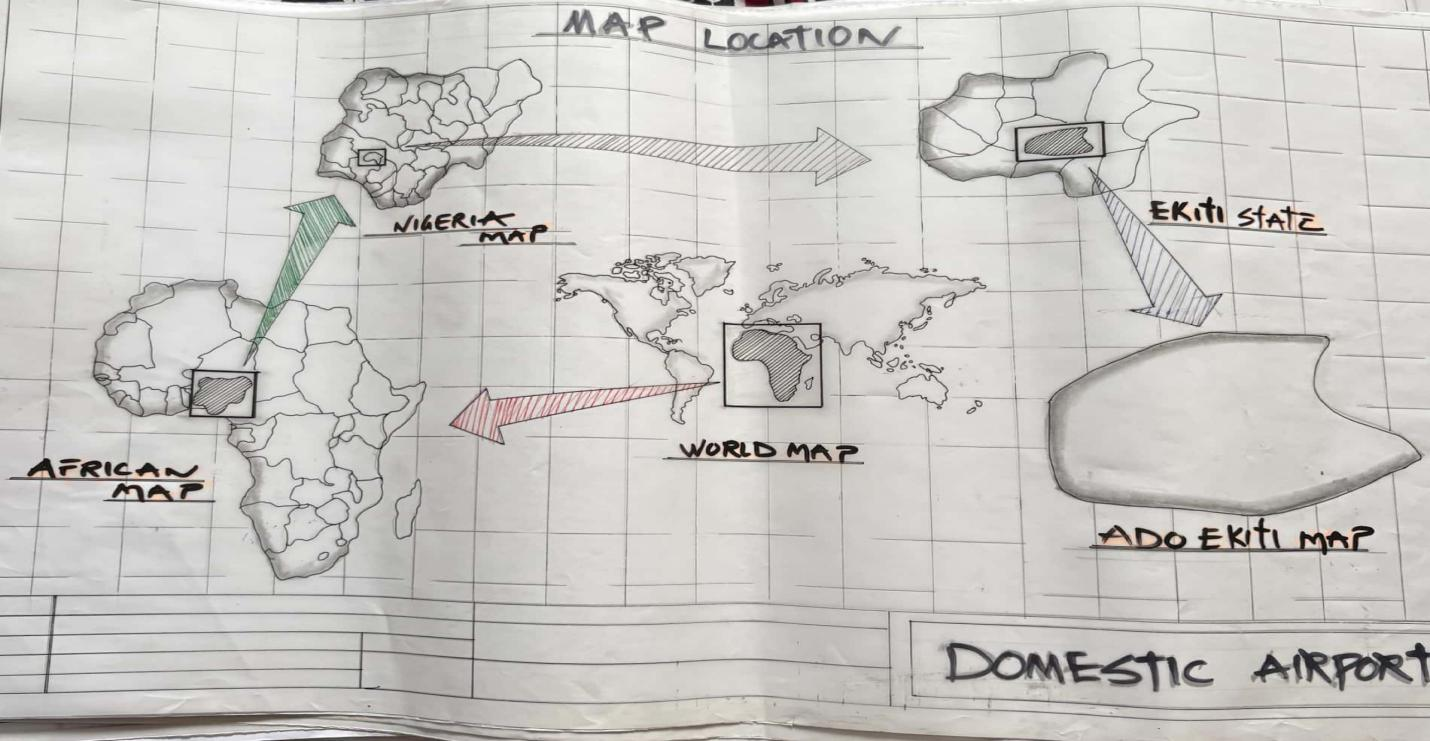 MAP LOCATION
NIGERIA
MAP
EKiti StatE
AFRICAN
MAP
WORLD MAP
ADO EKiti MAP
DOMEStiC AIRPORT